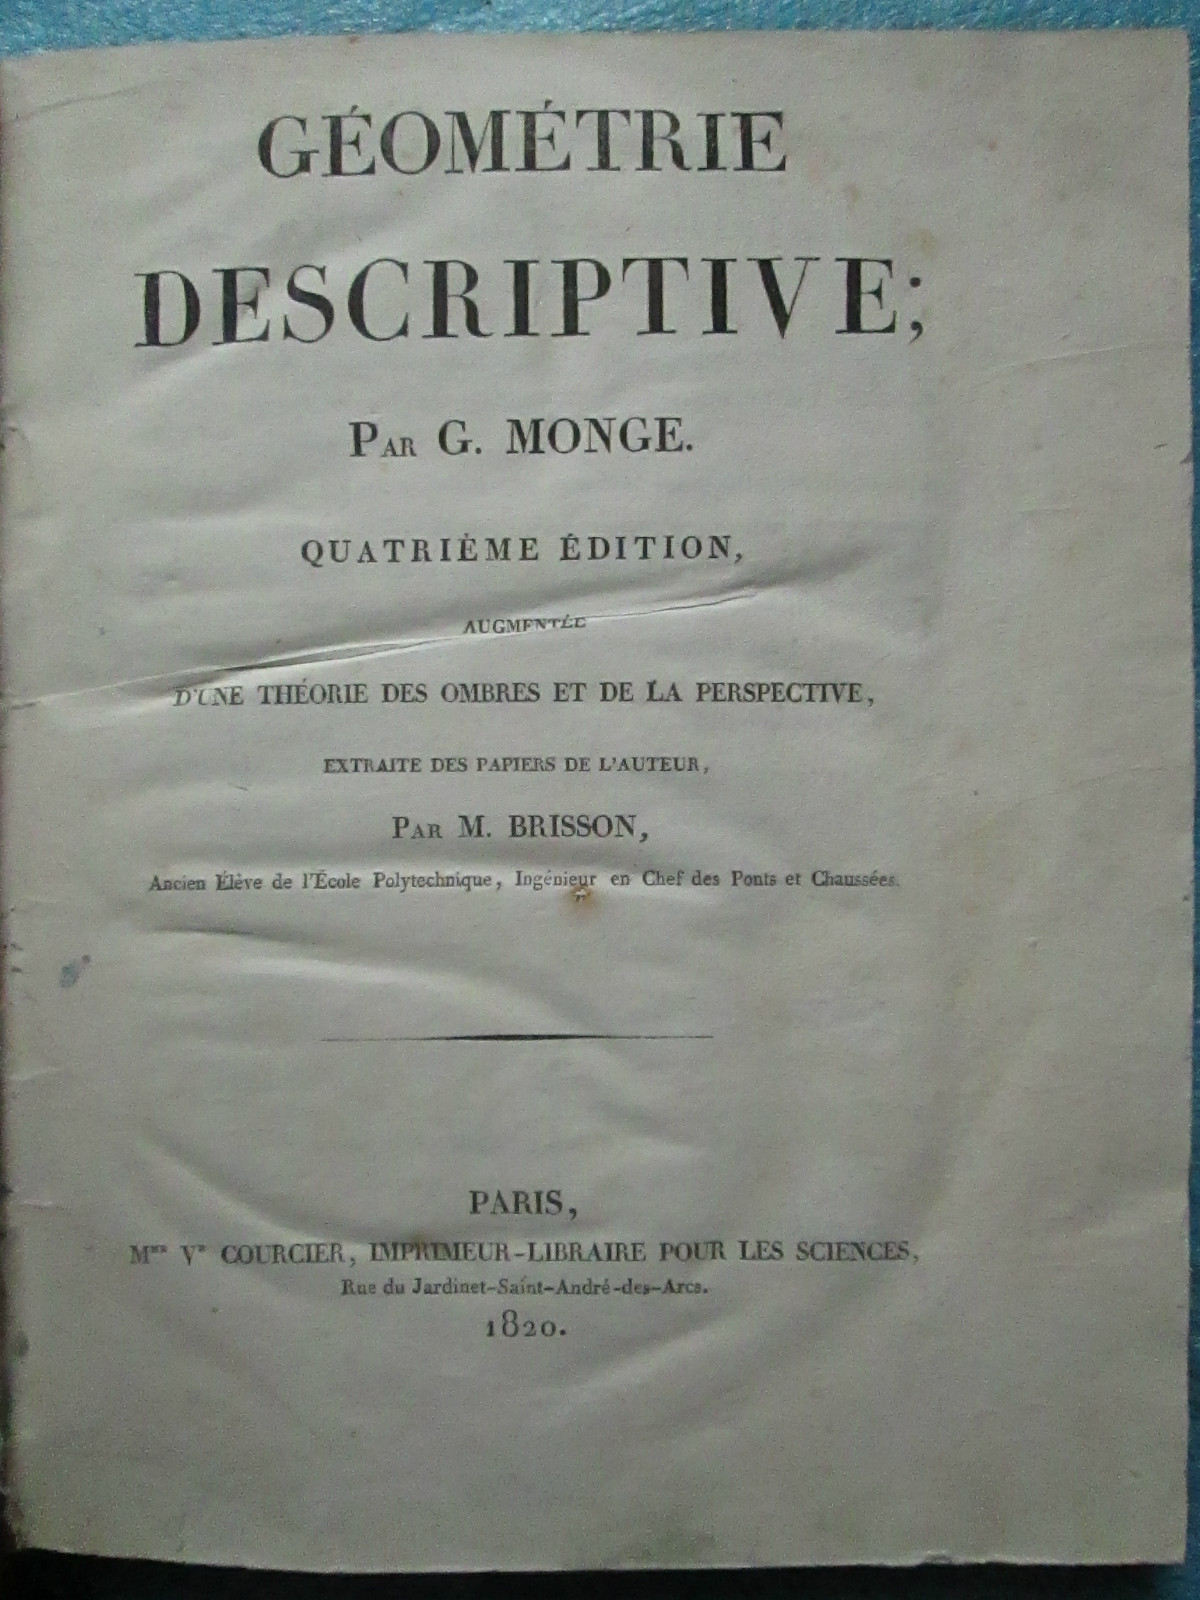 GÉOMÉTRIE
DESCRIPTIVE;
PAR G. MONGE.
QUATRIÈME ÉDITION,
AUGMENTÉE
D'UNE THÉORIE DES OMBRES ET DE LA PERSPECTIVE,
EXTRAITE DES PAPIERS DE L'AUTEUR,
PAR M. BRISSON,
Ancien Élève de l'École Polytechnique, Ingénieur en Chef des Ponts et Chaussées.
PARIS,
Mme Ve COURCIER, IMPRIMEUR-LIBRAIRE POUR LES SCIENCES,
Rue du Jardinet-Saint-André-des-Arcs.
1820.